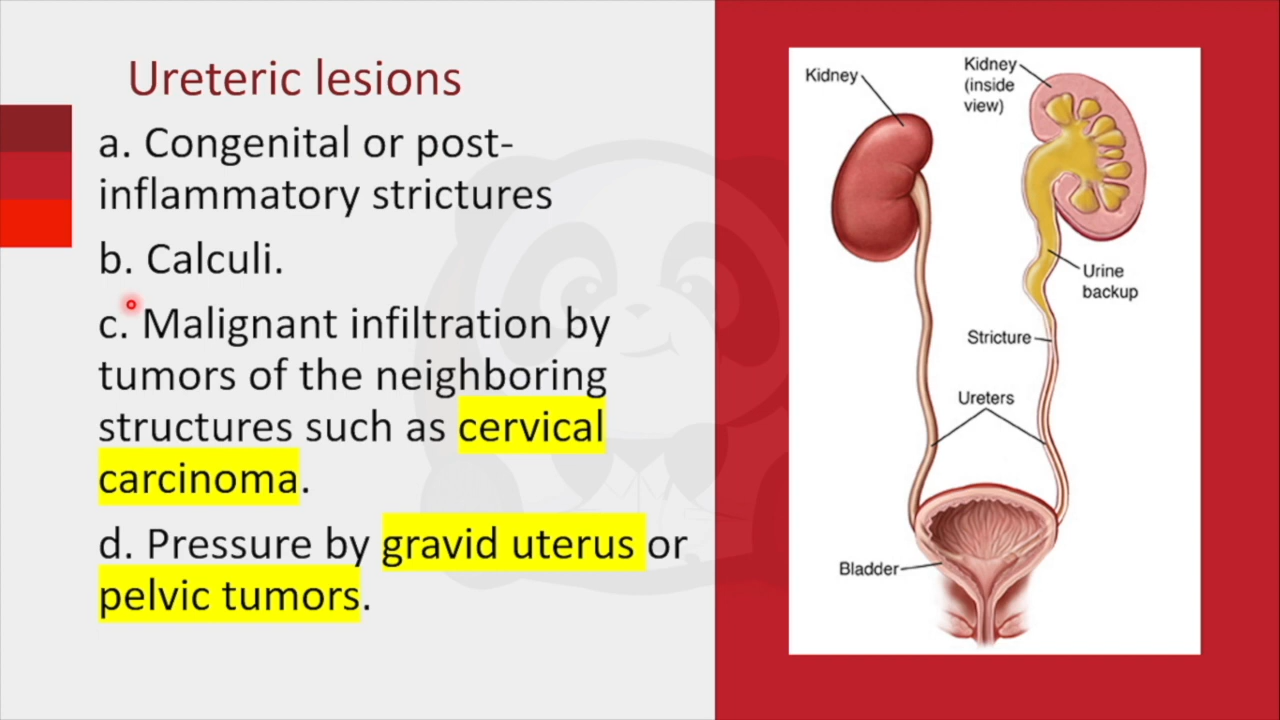 Ureteric lesions
a. Congenital or post-
inflammatory strictures
b. Calculi.
c. Malignant infiltration by
tumors of the neighboring
structures such as cervical
carcinoma.
d. Pressure by gravid uterus or
pelvic tumors.
Kidney
Kidney
(inside
view)
Urine
backup
Stricture
Ureters
Bladder